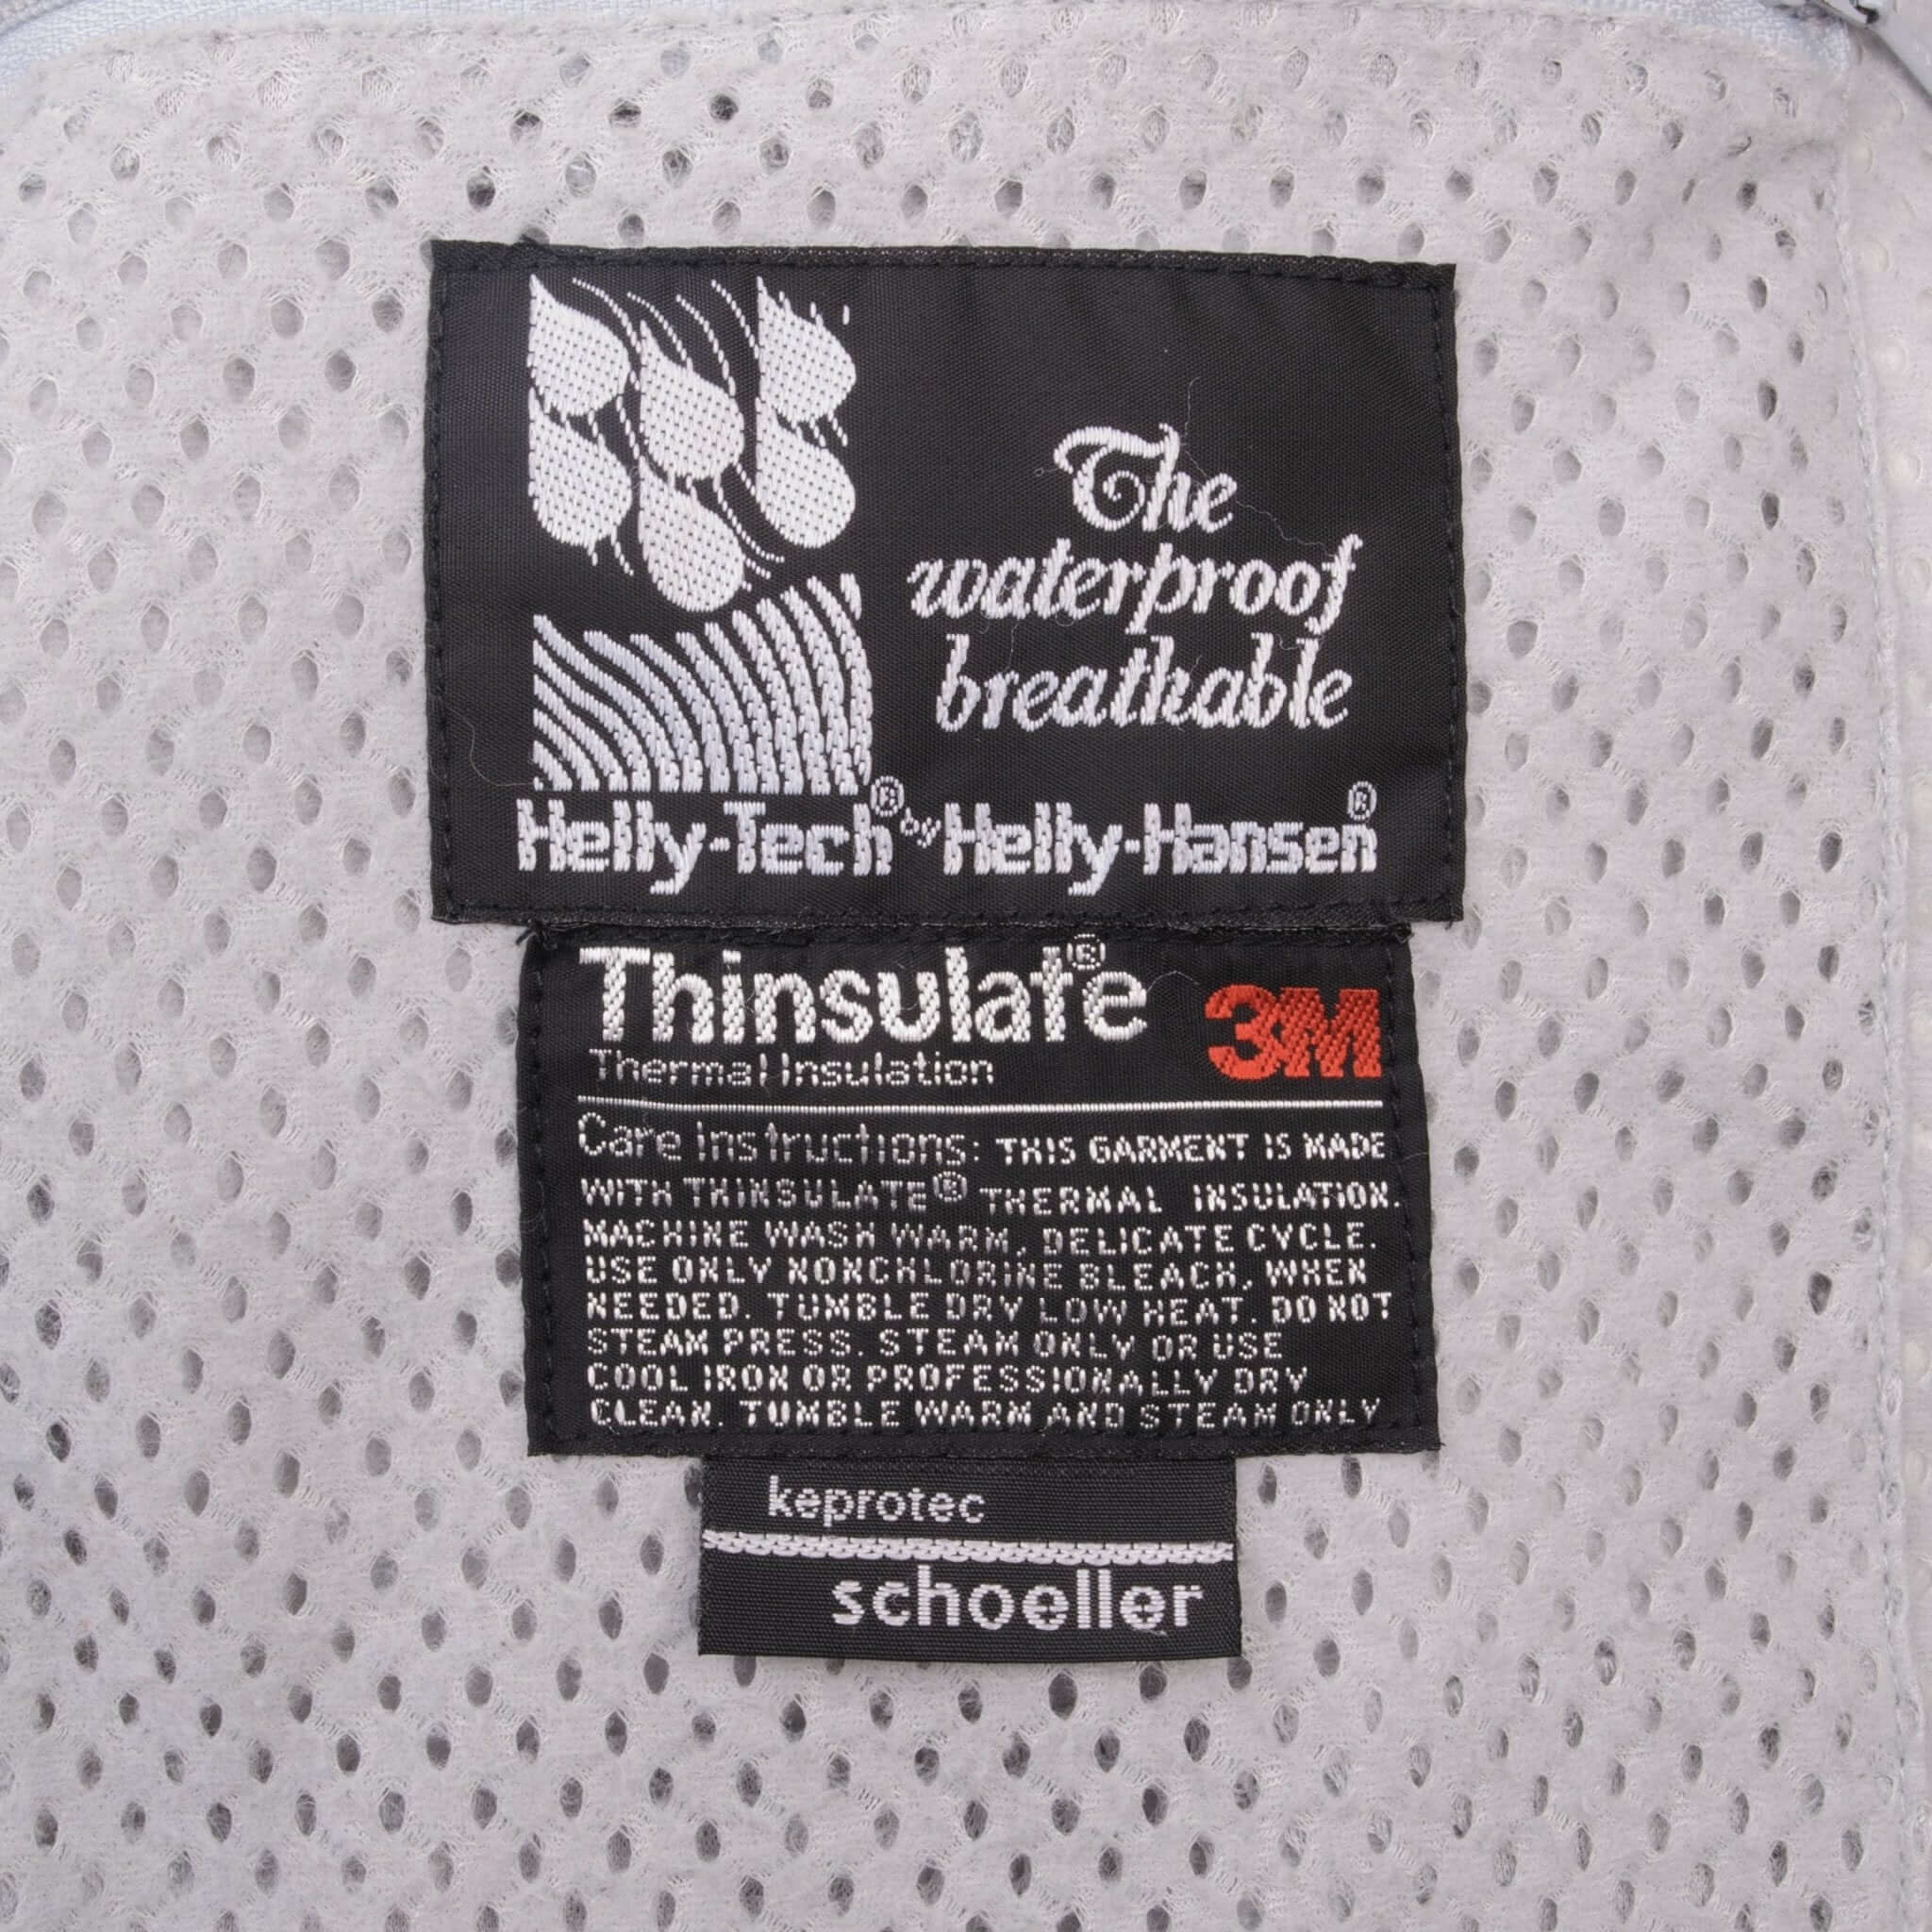 The
waterproof
breathable
Helly-Tech® by Helly-Hansen®
Thinsulate® 3M
Thermal Insulation
Care Instructions: THIS GARMENT IS MADE
WITH THINSULATE® THERMAL INSULATION.
MACHINE WASH WARM, DELICATE CYCLE.
USE ONLY NONCHLORINE BLEACH, WHEN
NEEDED. TUMBLE DRY LOW HEAT. DO NOT
STEAM PRESS. STEAM ONLY OR USE
COOL IRON OR PROFESSIONALLY DRY
CLEAN. TUMBLE WARM AND STEAM ONLY
keprotec
schoeller